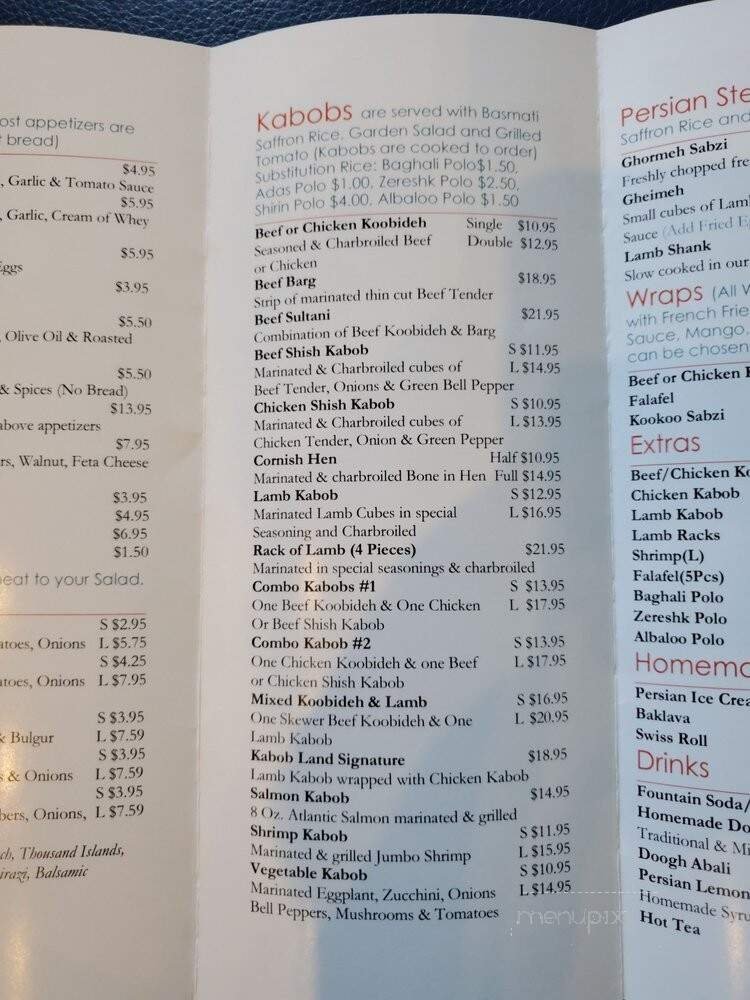 ost appetizers are
t bread)
$4.95
, Garlic & Tomato Sauce
$5.95
, Garlic, Cream of Whey
$5.95
Eggs
$3.95
$5.50
, Olive Oil & Roasted
$5.50
& Spices (No Bread)
$13.95
above appetizers
$7.95
rs, Walnut, Feta Cheese
$3.95
$4.95
$6.95
$1.50
neat to your Salad.
S $2.95
atoes, Onions L $5.75
S $4.25
atoes, Onions L $7.95
S $3.95
& Bulgur L $7.59
S $3.95
s & Onions L $7.59
S $3.95
bers, Onions, L $7.59
ch, Thousand Islands,
irazi, Balsamic
Kabobs are served with Basmati
Saffron Rice, Garden Salad and Grilled
Tomato (Kabobs are cooked to order)
Substitution Rice: Baghali Polo$1.50,
Adas Polo $1.00, Zereshk Polo $2.50,
Shirin Polo $4.00, Albaloo Polo $1.50
Beef or Chicken Koobideh Single $10.95
Seasoned & Charbroiled Beef Double $12.95
or Chicken
Beef Barg $18.95
Strip of marinated thin cut Beef Tender
Beef Sultani $21.95
Combination of Beef Koobideh & Barg
Beef Shish Kabob S $11.95
Marinated & Charbroiled cubes of L $14.95
Beef Tender, Onions & Green Bell Pepper
Chicken Shish Kabob S $10.95
Marinated & Charbroiled cubes of L $13.95
Chicken Tender, Onion & Green Pepper
Cornish Hen Half $10.95
Marinated & charbroiled Bone in Hen Full $14.95
Lamb Kabob S $12.95
Marinated Lamb Cubes in special L $16.95
Seasoning and Charbroiled
Rack of Lamb (4 Pieces) $21.95
Marinated in special seasonings & charbroiled
Combo Kabobs #1 S $13.95
One Beef Koobideh & One Chicken L $17.95
Or Beef Shish Kabob
Combo Kabob #2 S $13.95
One Chicken Koobideh & one Beef L $17.95
or Chicken Shish Kabob
Mixed Koobideh & Lamb S $16.95
One Skewer Beef Koobideh & One L $20.95
Lamb Kabob
Kabob Land Signature $18.95
Lamb Kabob wrapped with Chicken Kabob
Salmon Kabob $14.95
8 Oz. Atlantic Salmon marinated & grilled
Shrimp Kabob S $11.95
Marinated & grilled Jumbo Shrimp L $15.95
Vegetable Kabob S $10.95
Marinated Eggplant, Zucchini, Onions L $14.95
Bell Peppers, Mushrooms & Tomatoes
Persian Ste
Saffron Rice and
Ghormeh Sabzi
Freshly chopped fre
Gheimeh
Small cubes of Lam
Sauce (Add Fried E
Lamb Shank
Slow cooked in our
Wraps (All W
with French Frie
Sauce, Mango,
can be chosen
Beef or Chicken K
Falafel
Kookoo Sabzi
Extras
Beef/Chicken Ko
Chicken Kabob
Lamb Kabob
Lamb Racks
Shrimp(L)
Falafel(5Pcs)
Baghali Polo
Zereshk Polo
Albaloo Polo
Homema
Persian Ice Crea
Baklava
Swiss Roll
Drinks
Fountain Soda/
Homemade Do
Traditional & Mi
Doogh Abali
Persian Lemon
Homemade Syru
Hot Tea
menupix